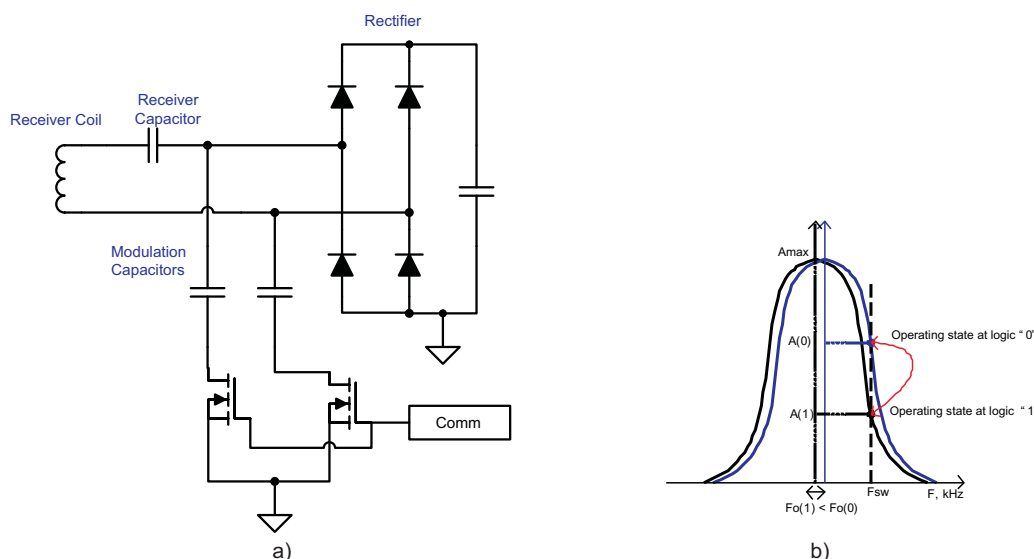 Rectifier
Receiver
Capacitor
Receiver Coil
Modulation
Capacitors
Comm
a)
Amax
A(0)
Operating state at logic “ 0”
A(1)
Operating state at logic “ 1
Fsw
F, kHz
Fo(1) < Fo(0)
b)